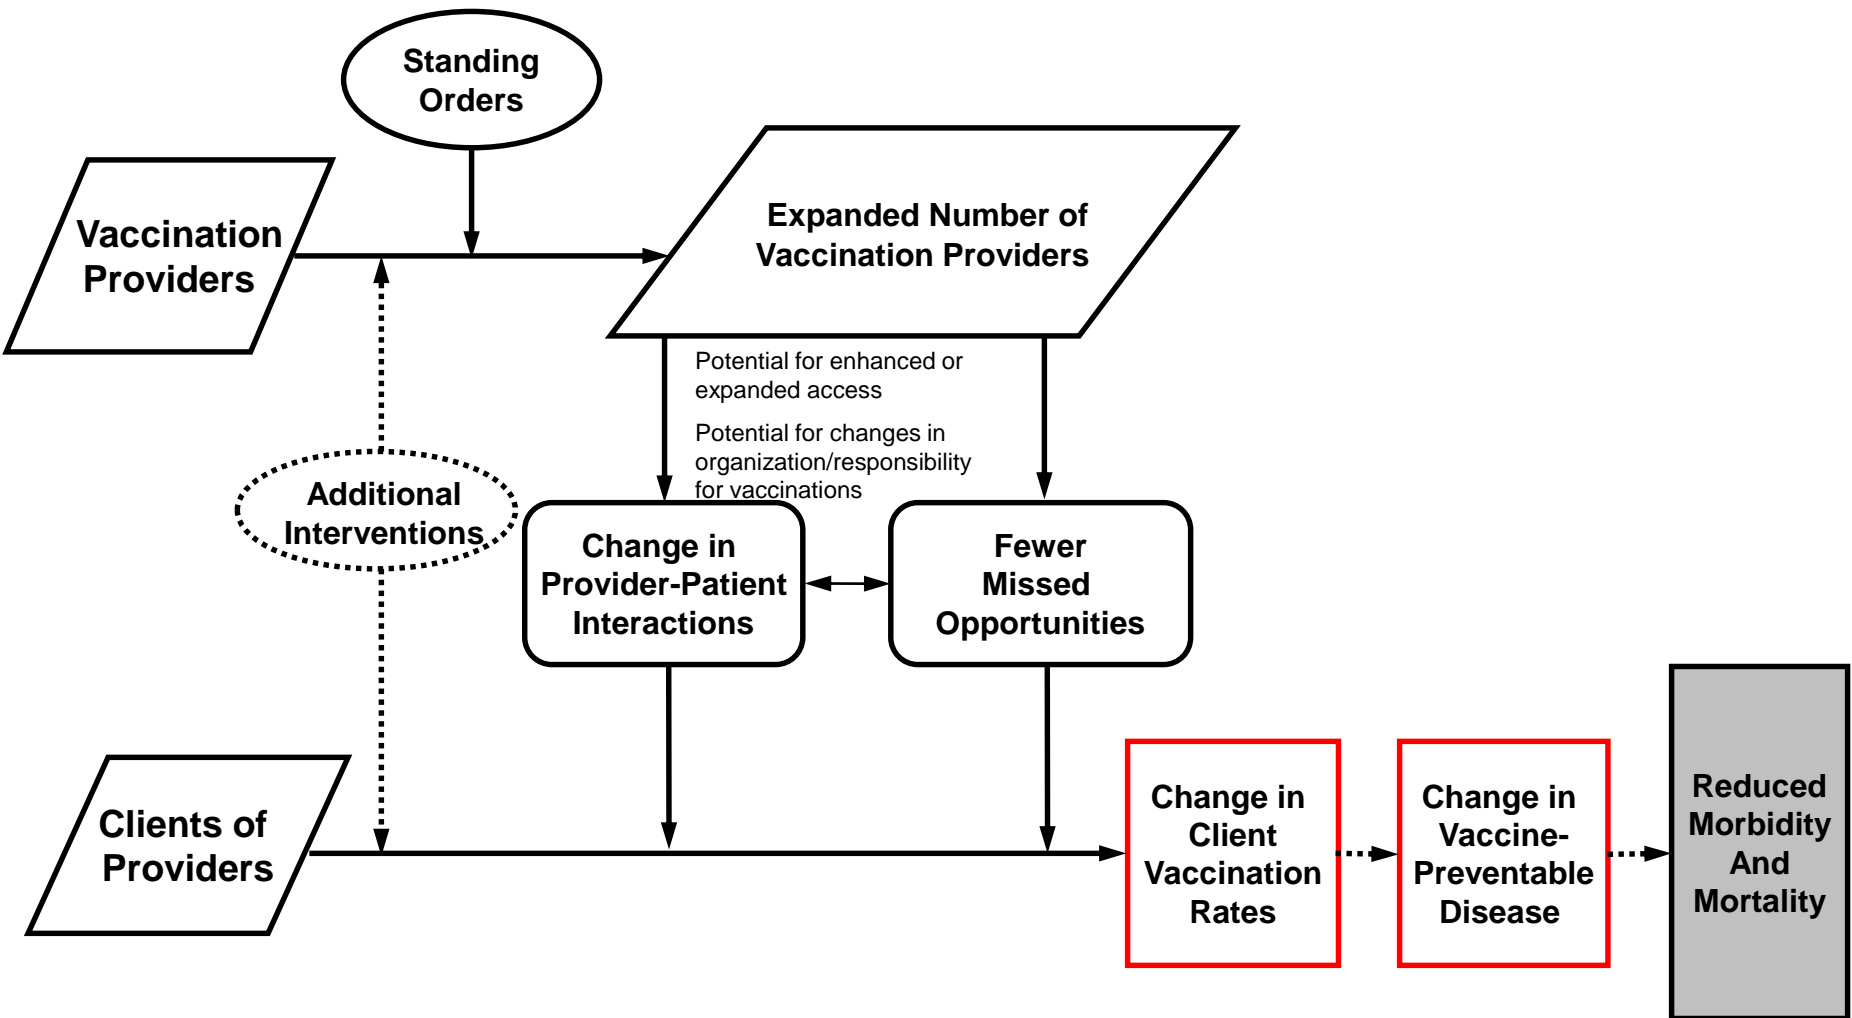 Standing
Orders
Vaccination
Providers
Expanded Number of
Vaccination Providers
Potential for enhanced or
expanded access
Potential for changes in
organization/responsibility
for vaccinations
Additional
Interventions
Change in
Provider-Patient
Interactions
Fewer
Missed
Opportunities
Clients of
Providers
Change in
Client
Vaccination
Rates
Change in
Vaccine-
Preventable
Disease
Reduced
Morbidity
And
Mortality